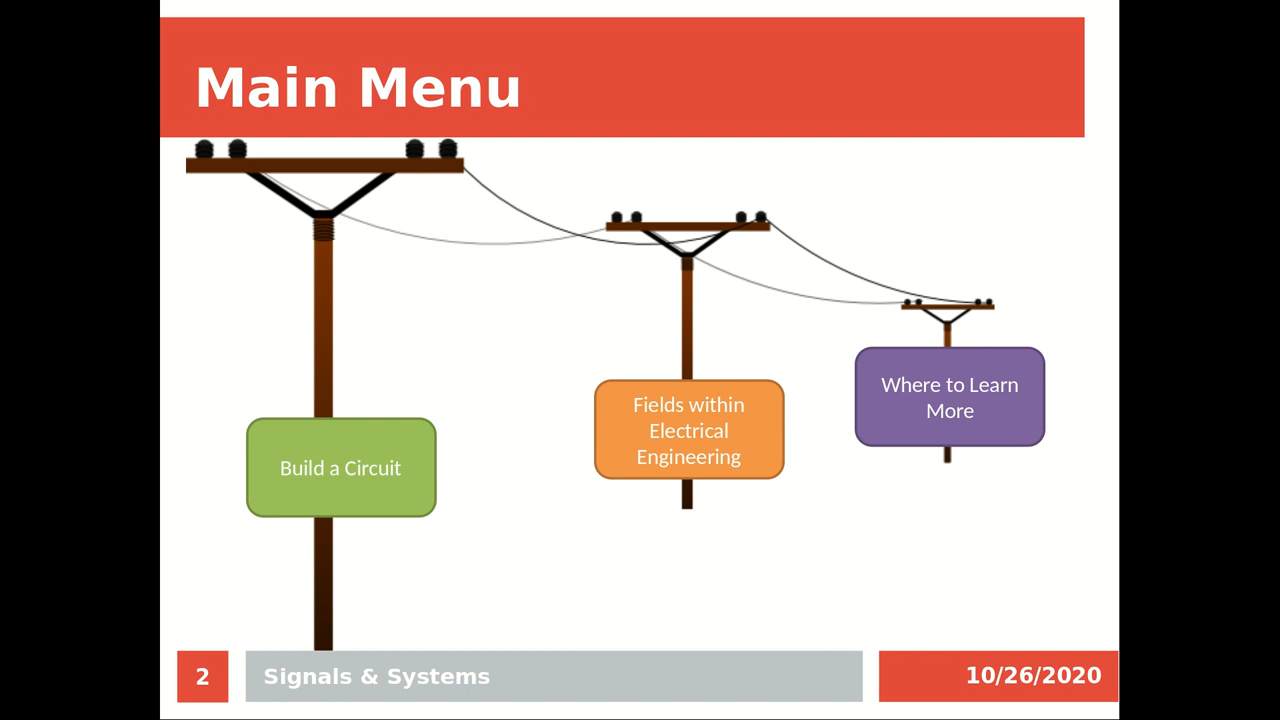 Main Menu
Build a Circuit
Fields within
Electrical
Engineering
Where to Learn
More
2
Signals & Systems
10/26/2020